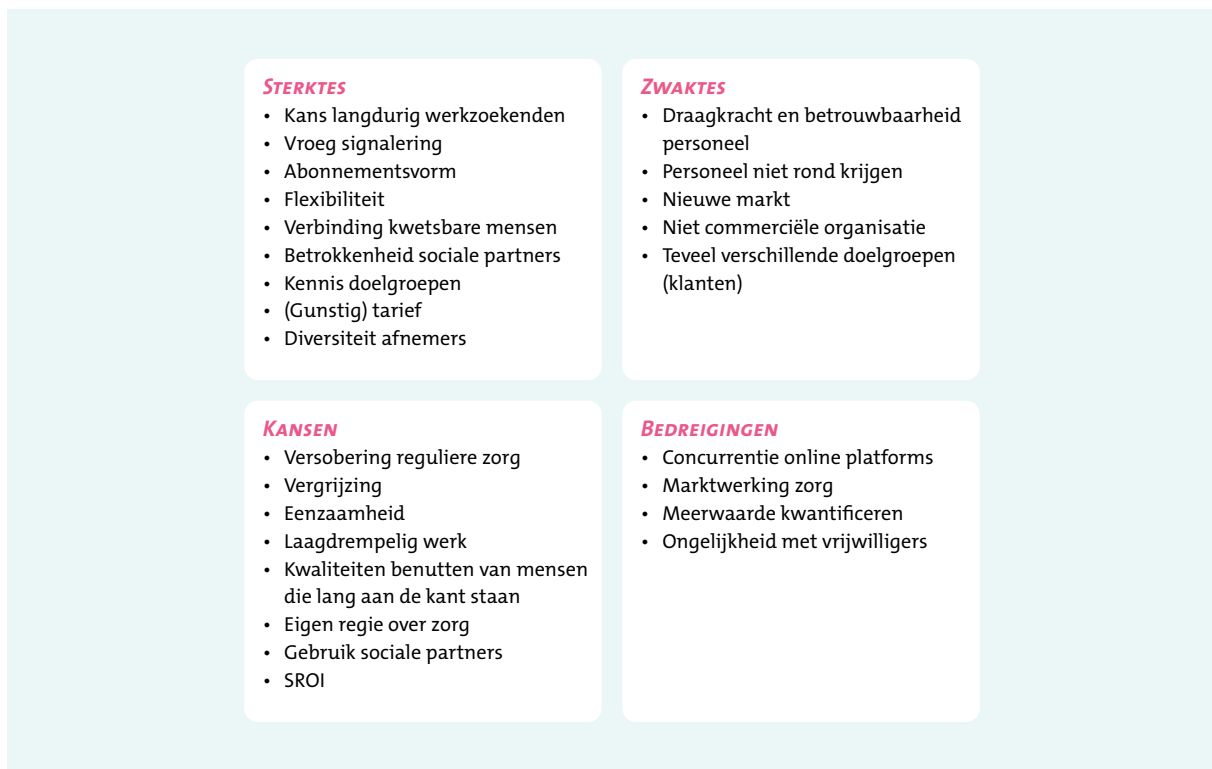 STERKTES
• Kans langdurig werkzoekenden
• Vroeg signalering
• Abonnementsvorm
• Flexibiliteit
• Verbinding kwetsbare mensen
• Betrokkenheid sociale partners
• Kennis doelgroepen
• (Gunstig) tarief
• Diversiteit afnemers
ZWAKTES
• Draagkracht en betrouwbaarheid
personeel
• Personeel niet rond krijgen
• Nieuwe markt
• Niet commerciële organisatie
• Teveel verschillende doelgroepen
(klanten)
KANSEN
• Versobering reguliere zorg
• Vergrijzing
• Eenzaamheid
• Laagdrempelig werk
• Kwaliteiten benutten van mensen
die lang aan de kant staan
• Eigen regie over zorg
• Gebruik sociale partners
• SROI
BEDREIGINGEN
• Concurrentie online platforms
• Marktwerking zorg
• Meerwaarde kwantificeren
• Ongelijkheid met vrijwilligers